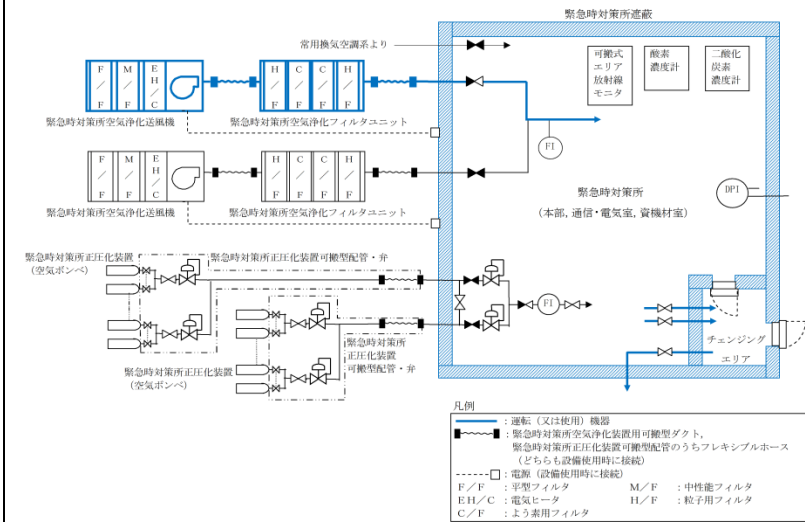 緊急時対策所遮蔽
常用換気空調系より
可搬式
エリア
放射線
モニタ
酸素
濃度計
二酸化
炭素
濃度計
F/F
M/F
EH/C
H/F
C/F
C/F
H/F
緊急時対策所空気浄化送風機
緊急時対策所空気浄化フィルタユニット
FI
F/F
M/F
EH/C
H/F
C/F
C/F
H/F
緊急時対策所空気浄化送風機
緊急時対策所空気浄化フィルタユニット
緊急時対策所
(本部, 通信・電気室, 資機材室)
DPI
緊急時対策所正圧化装置
(空気ボンベ)
緊急時対策所正圧化装置可搬型配管・弁
FI
緊急時対策所
正圧化装置
可搬型配管・弁
緊急時対策所正圧化装置
(空気ボンベ)
チェンジング
エリア
凡例
:運転(又は使用)機器
:緊急時対策所空気浄化装置用可搬型ダクト,
緊急時対策所正圧化装置可搬型配管のうちフレキシブルホース
(どちらも設備使用時に接続)
:電源(設備使用時に接続)
F/F :平型フィルタ M/F :中性能フィルタ
EH/C :電気ヒータ H/F :粒子用フィルタ
C/F :よう素用フィルタ